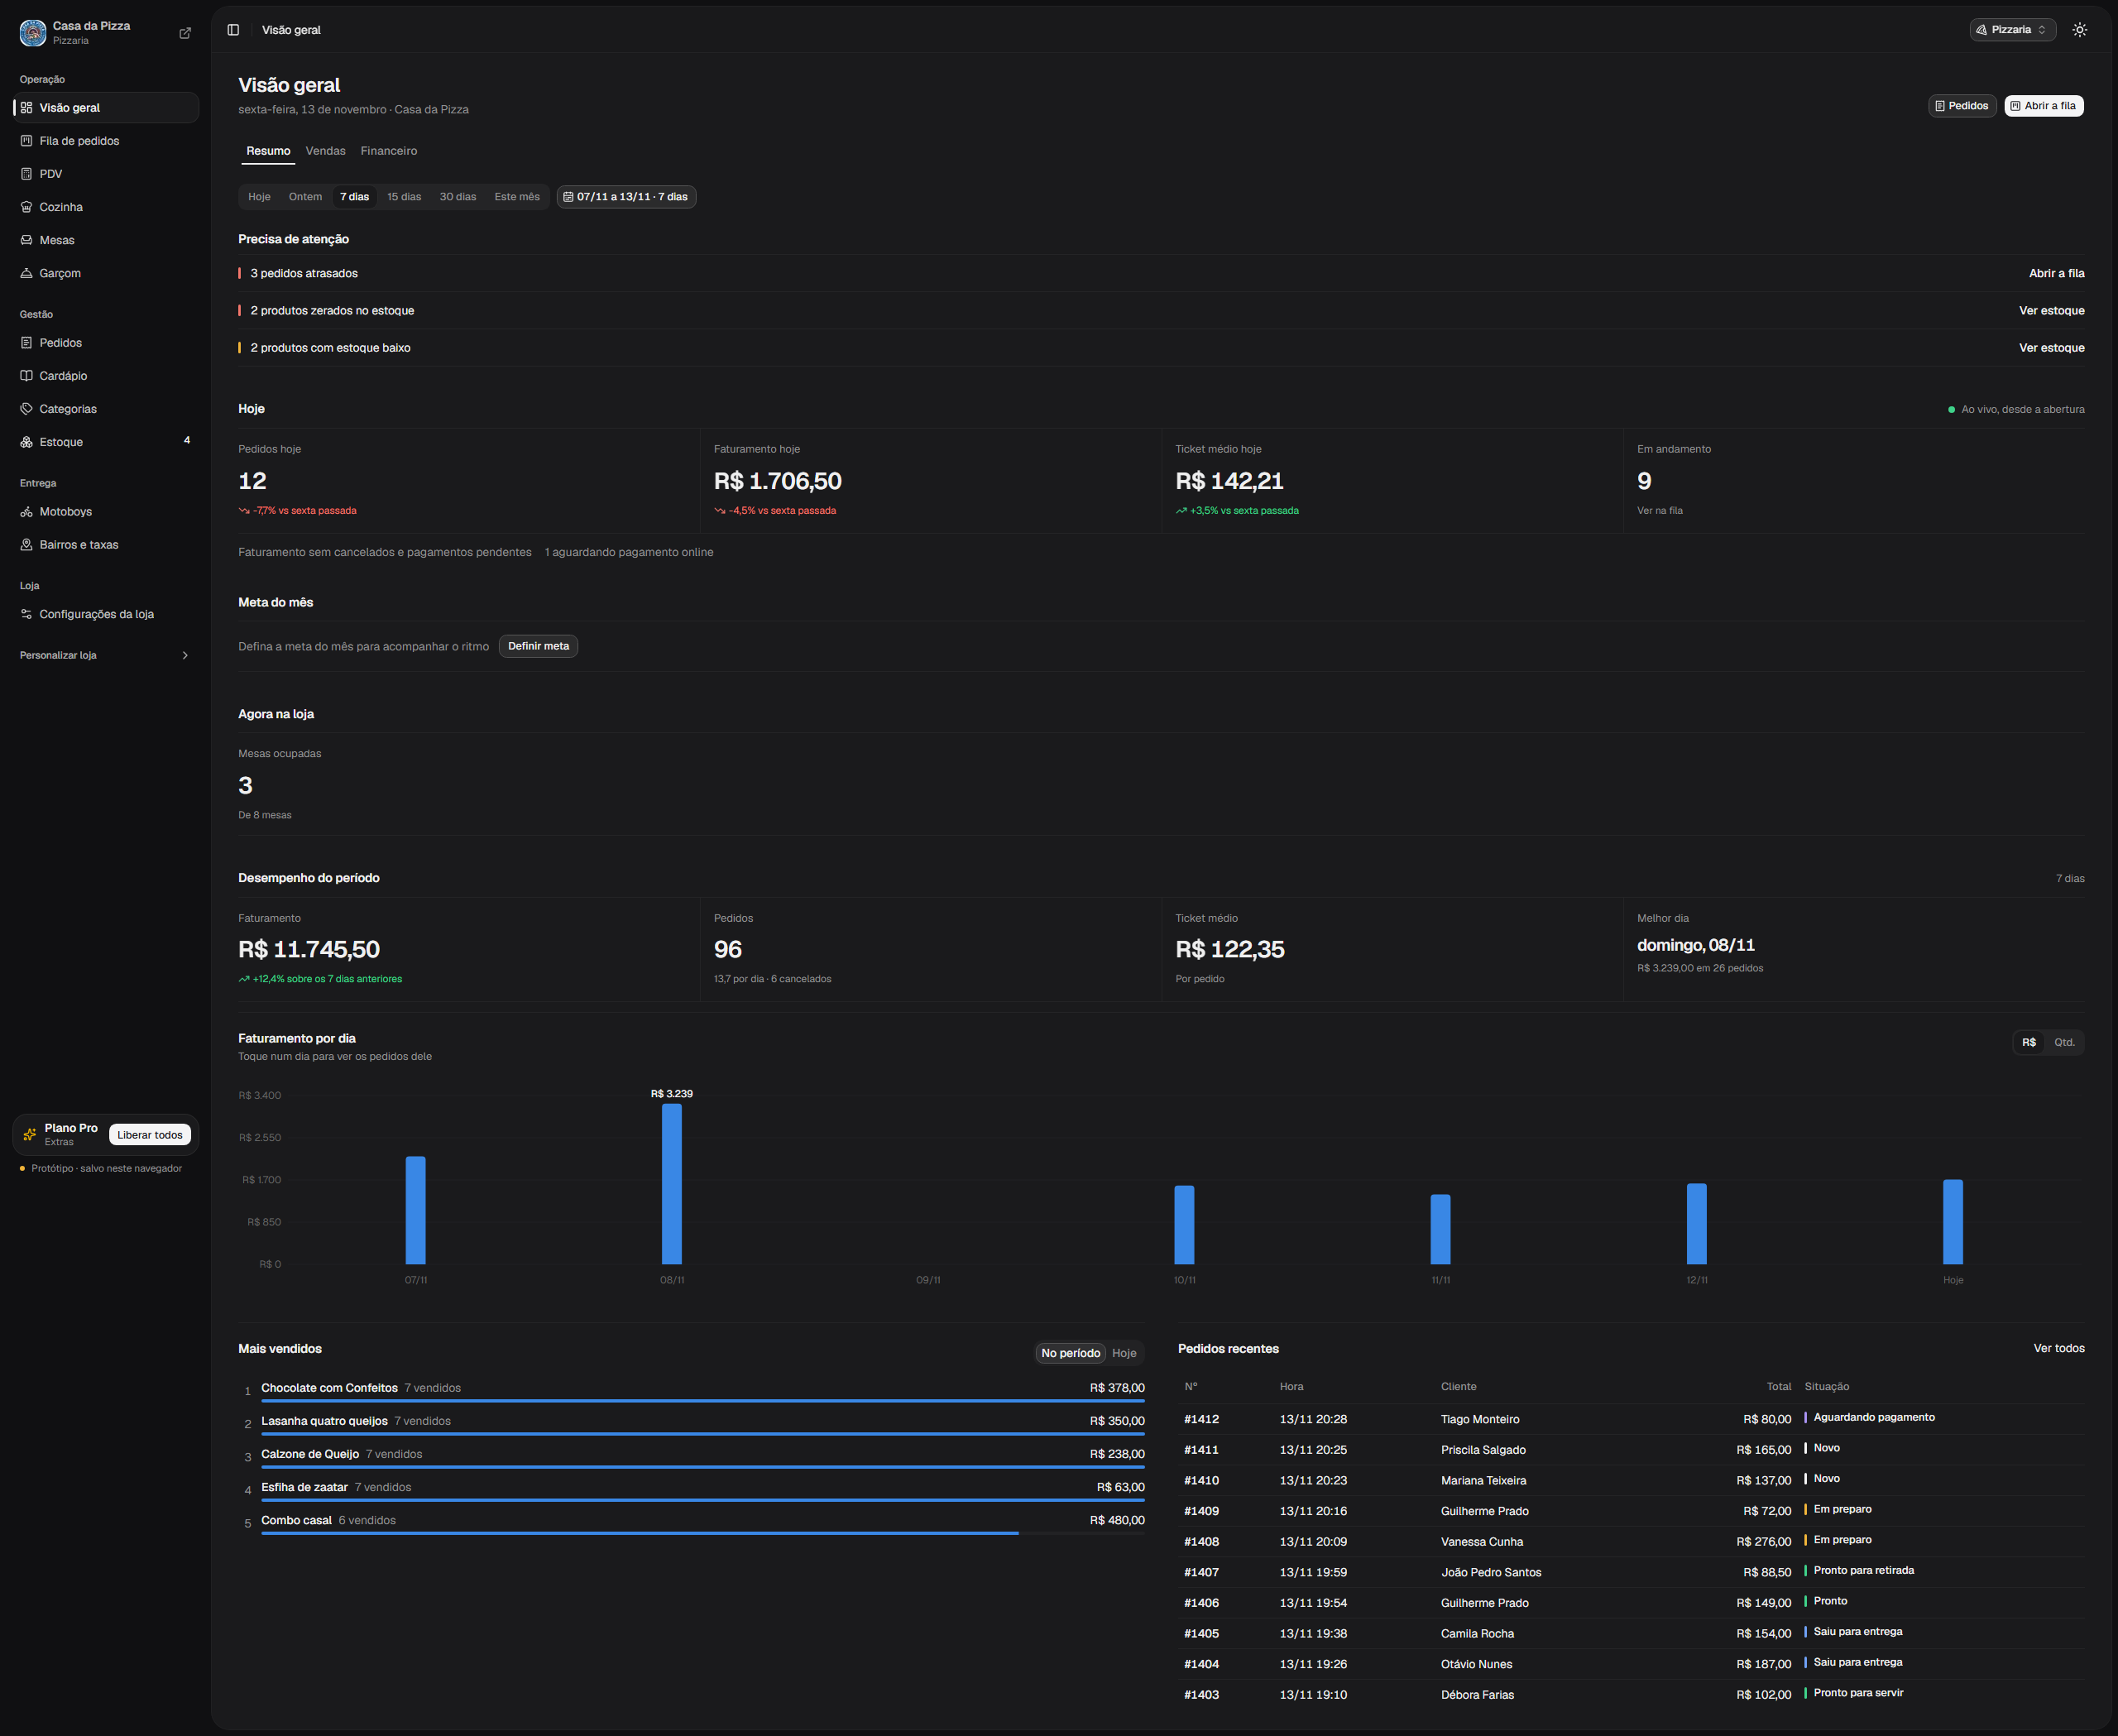 Casa da Pizza
Pizzaria
Operação
Visão geral
Fila de pedidos
PDV
Cozinha
Mesas
Garçom
Gestão
Pedidos
Cardápio
Categorias
Estoque 4
Entrega
Motoboys
Bairros e taxas
Loja
Configurações da loja
Personalizar loja
Plano Pro
Extras
Liberar todos
Protótipo · salvo neste navegador
Visão geral
Pizzaria
Visão geral
sexta-feira, 13 de novembro · Casa da Pizza
Pedidos Abrir a fila
Resumo Vendas Financeiro
Hoje Ontem 7 dias 15 dias 30 dias Este mês 07/11 a 13/11 · 7 dias
Precisa de atenção
3 pedidos atrasados Abrir a fila
2 produtos zerados no estoque Ver estoque
2 produtos com estoque baixo Ver estoque
Hoje Ao vivo, desde a abertura
Pedidos hoje Faturamento hoje Ticket médio hoje Em andamento
12 R$ 1.706,50 R$ 142,21 9
-7,7% vs sexta passada -4,5% vs sexta passada +3,5% vs sexta passada Ver na fila
Faturamento sem cancelados e pagamentos pendentes 1 aguardando pagamento online
Meta do mês
Defina a meta do mês para acompanhar o ritmo Definir meta
Agora na loja
Mesas ocupadas
3
De 8 mesas
Desempenho do período 7 dias
Faturamento Pedidos Ticket médio Melhor dia
R$ 11.745,50 96 R$ 122,35 domingo, 08/11
+12,4% sobre os 7 dias anteriores 13,7 por dia · 6 cancelados Por pedido R$ 3.239,00 em 26 pedidos
Faturamento por dia
Toque num dia para ver os pedidos dele
R$ Qtd.
R$ 3.239
R$ 3.400
R$ 2.550
R$ 1.700
R$ 850
R$ 0
07/11 08/11 09/11 10/11 11/11 12/11 Hoje
Mais vendidos No período Hoje
1 Chocolate com Confeitos 7 vendidos R$ 378,00
2 Lasanha quatro queijos 7 vendidos R$ 350,00
3 Calzone de Queijo 7 vendidos R$ 238,00
4 Esfiha de zaatar 7 vendidos R$ 63,00
5 Combo casal 6 vendidos R$ 480,00
Pedidos recentes Ver todos
N° Hora Cliente Total Situação
#1412 13/11 20:28 Tiago Monteiro R$ 80,00 Aguardando pagamento
#1411 13/11 20:25 Priscila Salgado R$ 165,00 Novo
#1410 13/11 20:23 Mariana Teixeira R$ 137,00 Novo
#1409 13/11 20:16 Guilherme Prado R$ 72,00 Em preparo
#1408 13/11 20:09 Vanessa Cunha R$ 276,00 Em preparo
#1407 13/11 19:59 João Pedro Santos R$ 88,50 Pronto para retirada
#1406 13/11 19:54 Guilherme Prado R$ 149,00 Pronto
#1405 13/11 19:38 Camila Rocha R$ 154,00 Saiu para entrega
#1404 13/11 19:26 Otávio Nunes R$ 187,00 Saiu para entrega
#1403 13/11 19:10 Débora Farias R$ 102,00 Pronto para servir